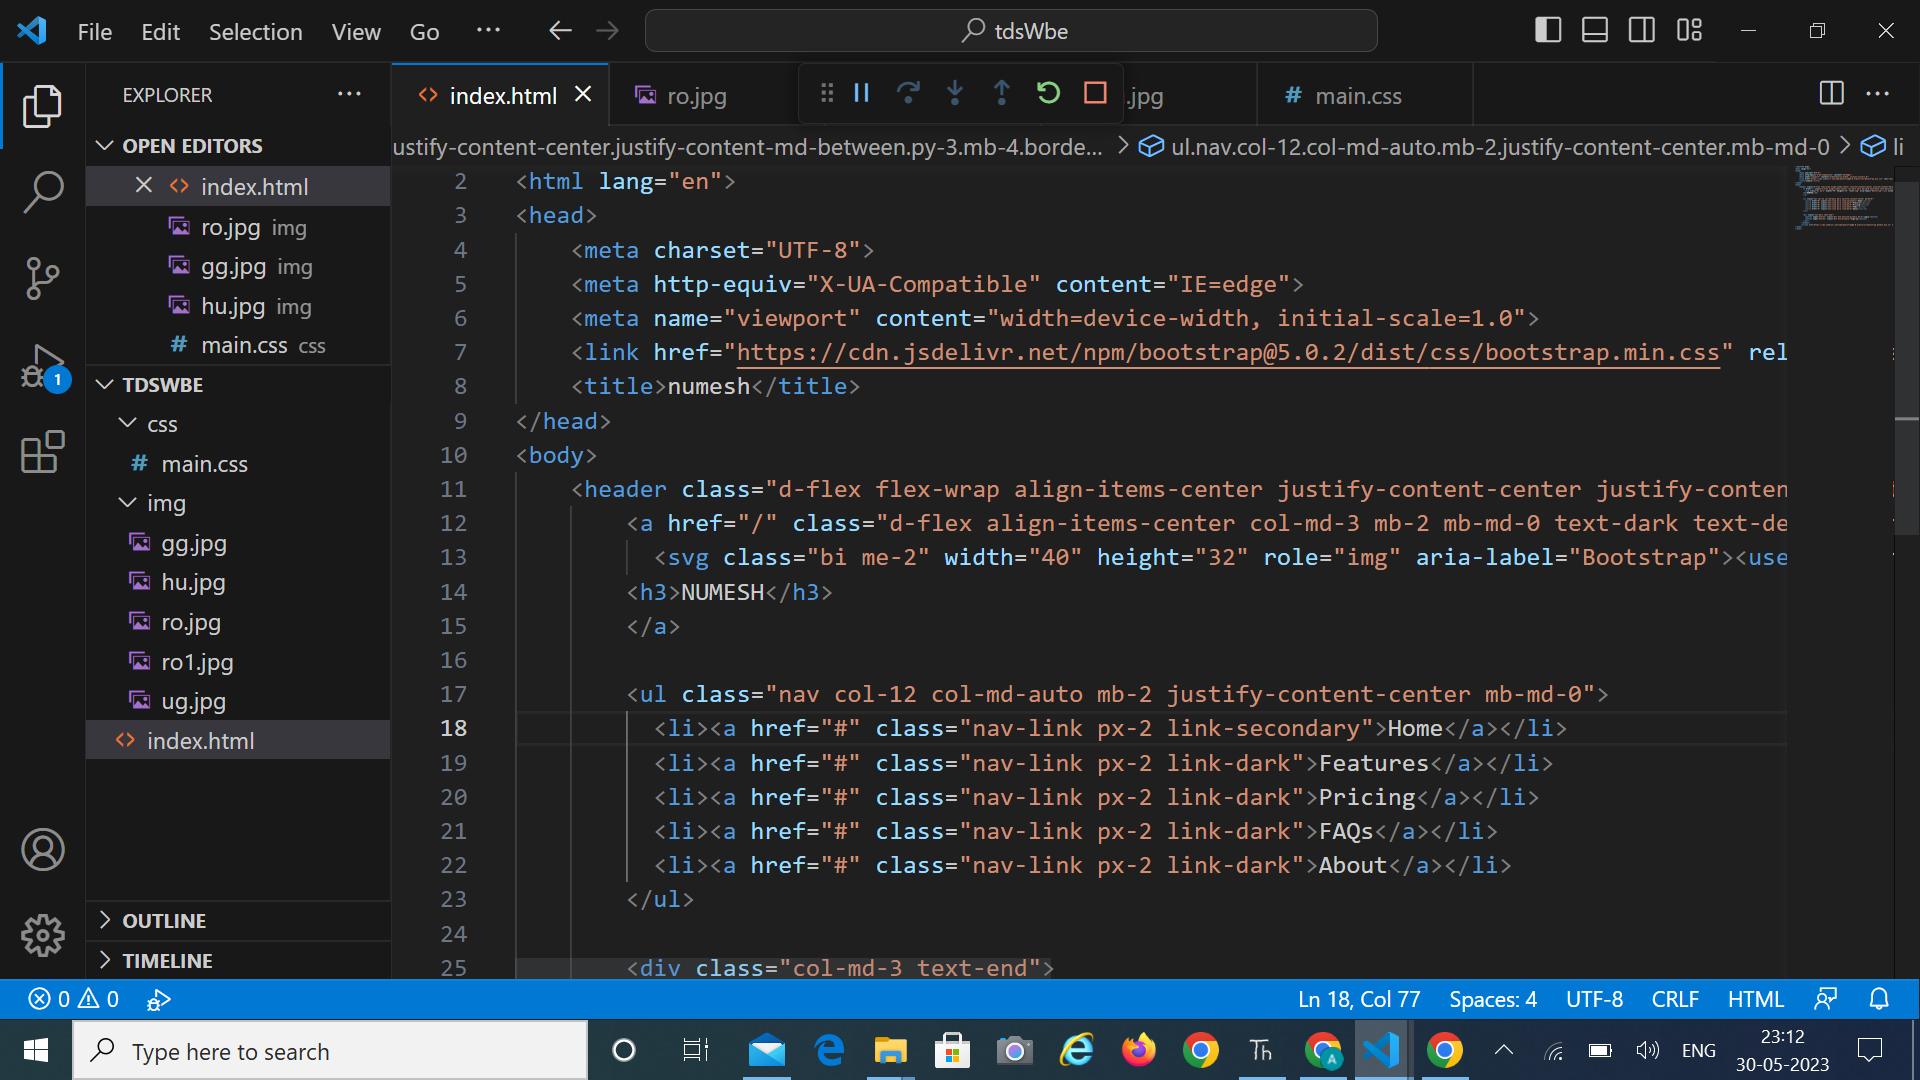 File Edit Selection View Go ··· tdsWbe
EXPLORER ···
index.html ro.jpg .jpg main.css
OPEN EDITORS
index.html
ro.jpg img
gg.jpg img
hu.jpg img
main.css css
TDSWBE
css
main.css
img
gg.jpg
hu.jpg
ro.jpg
ro1.jpg
ug.jpg
index.html
OUTLINE
TIMELINE
1
ustify-content-center.justify-content-md-between.py-3.mb-4.borde... > ul.nav.col-12.col-md-auto.mb-2.justify-content-center.mb-md-0 > li
2 <html lang="en">
3 <head>
4 <meta charset="UTF-8">
5 <meta http-equiv="X-UA-Compatible" content="IE=edge">
6 <meta name="viewport" content="width=device-width, initial-scale=1.0">
7 <link href="https://cdn.jsdelivr.net/npm/bootstrap@5.0.2/dist/css/bootstrap.min.css" rel
8 <title>numesh</title>
9 </head>
10 <body>
11 <header class="d-flex flex-wrap align-items-center justify-content-center justify-conten
12 <a href="/" class="d-flex align-items-center col-md-3 mb-2 mb-md-0 text-dark text-de
13 <svg class="bi me-2" width="40" height="32" role="img" aria-label="Bootstrap"><use
14 <h3>NUMESH</h3>
15 </a>
16
17 <ul class="nav col-12 col-md-auto mb-2 justify-content-center mb-md-0">
18 <li><a href="#" class="nav-link px-2 link-secondary">Home</a></li>
19 <li><a href="#" class="nav-link px-2 link-dark">Features</a></li>
20 <li><a href="#" class="nav-link px-2 link-dark">Pricing</a></li>
21 <li><a href="#" class="nav-link px-2 link-dark">FAQs</a></li>
22 <li><a href="#" class="nav-link px-2 link-dark">About</a></li>
23 </ul>
24
25 <div class="col-md-3 text-end">
0 0 Ln 18, Col 77 Spaces: 4 UTF-8 CRLF HTML
Type here to search Th A ENG 23:12
30-05-2023